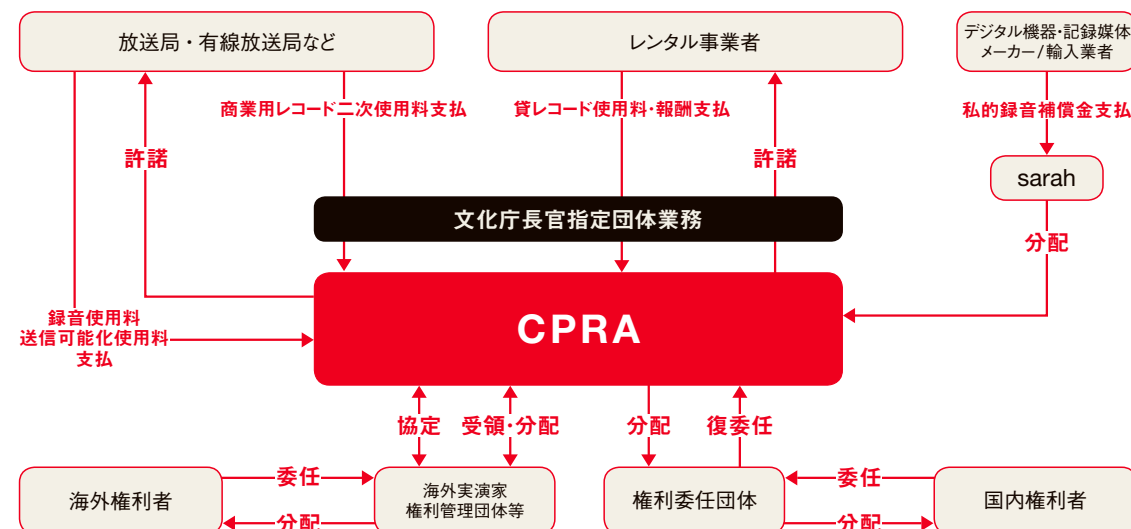 放送局・有線放送局など
レンタル事業者
デジタル機器・記録媒体
メーカー/輸入業者
商業用レコード二次使用料支払
貸レコード使用料・報酬支払
私的録音補償金支払
許諾
許諾
sarah
文化庁長官指定団体業務
分配
録音使用料
送信可能化使用料
支払
CPRA
協定
受領・分配
分配
復委任
海外権利者
委任
分配
海外実演家
権利管理団体等
権利委任団体
委任
分配
国内権利者